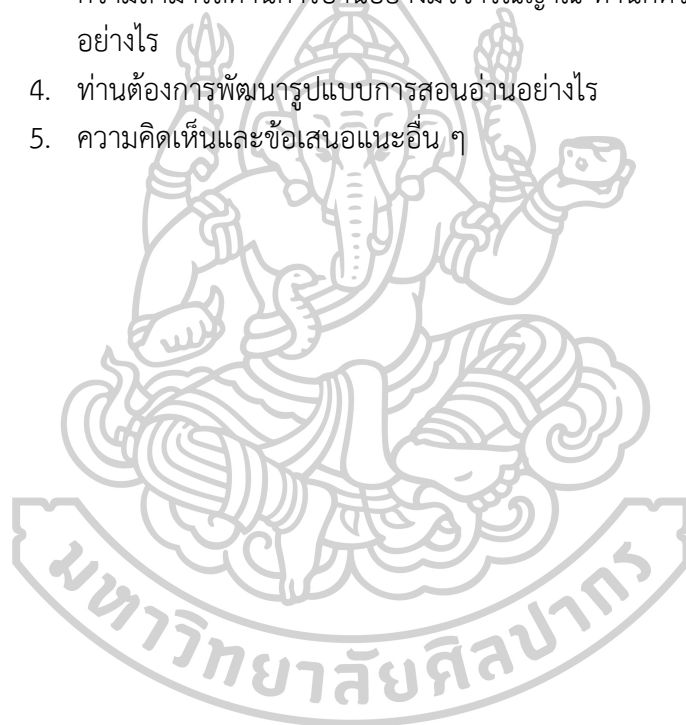 อย่างไร
4. ท่านต้องการพัฒนารูปแบบการสอนอ่านอย่างไร
5. ความคิดเห็นและข้อเสนอแนะอื่น ๆ
มหาวิทยาลัยศิลปากร